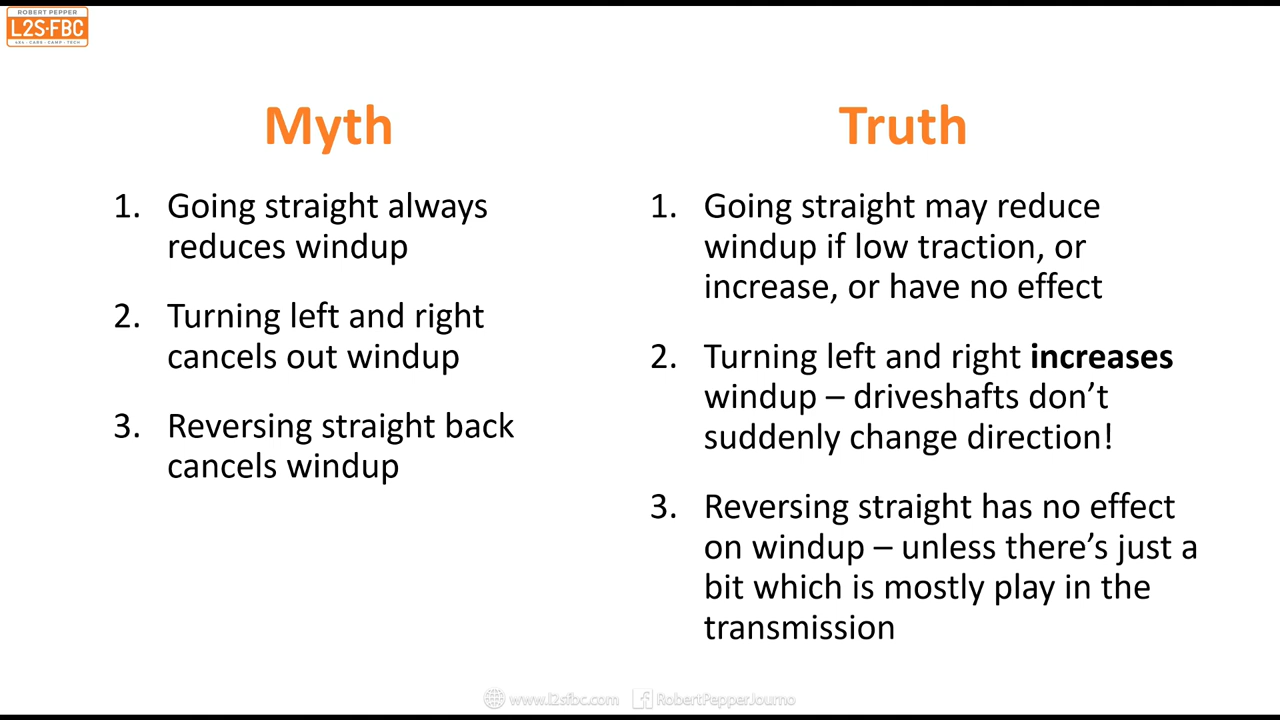 ROBERT PEPPER
L2S·FBC
4X4 · CARS · CAMP · TECH
Myth
1. Going straight always
reduces windup
2. Turning left and right
cancels out windup
3. Reversing straight back
cancels windup
Truth
1. Going straight may reduce
windup if low traction, or
increase, or have no effect
2. Turning left and right increases
windup – driveshafts don’t
suddenly change direction!
3. Reversing straight has no effect
on windup – unless there’s just a
bit which is mostly play in the
transmission
www.l2sfbc.com RobertPepperJourno